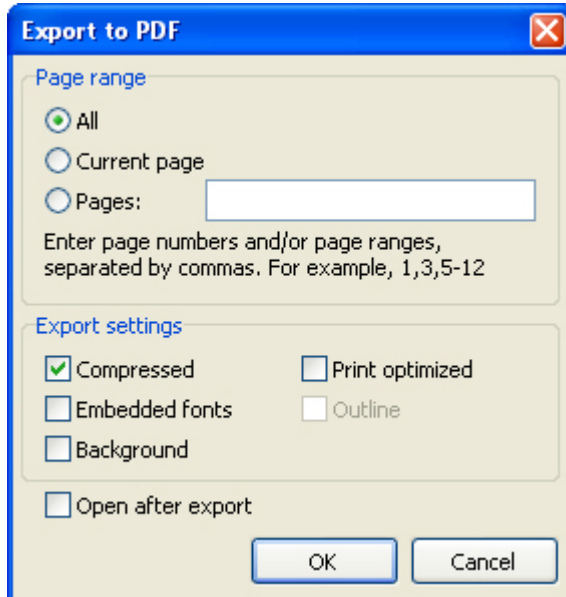 Export to PDF
Page range
All
Current page
Pages:
Enter page numbers and/or page ranges,
separated by commas. For example, 1,3,5-12
Export settings
Compressed
Print optimized
Embedded fonts
Outline
Background
Open after export
OK
Cancel